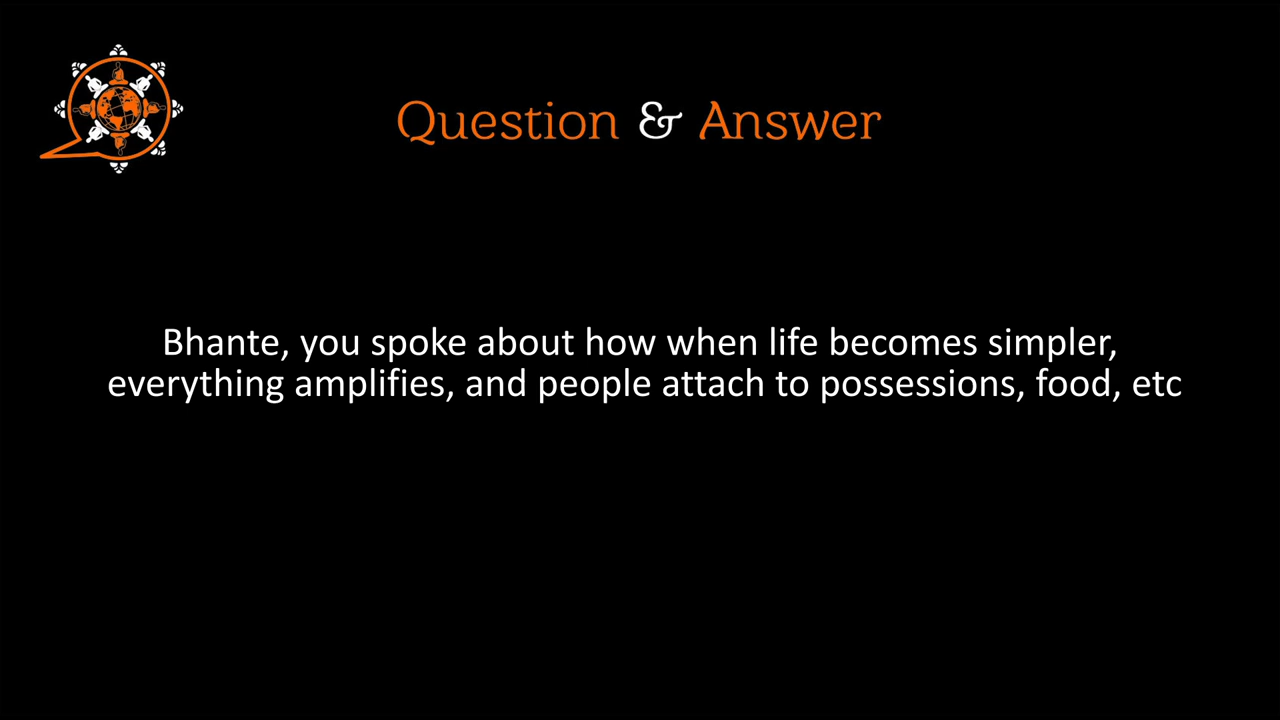 Question & Answer
Bhante, you spoke about how when life becomes simpler,
everything amplifies, and people attach to possessions, food, etc